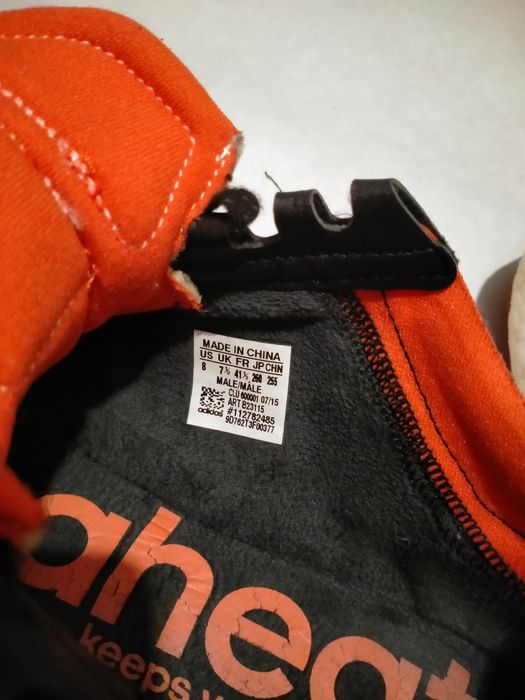 MADE IN CHINA
US UK FR JP CHN
8 7½ 41⅓ 260 255
MALE/MÂLE
CLU 600001 07/15
ART B23115
adidas #112782485
9D762T3F00377
aheat
keeps